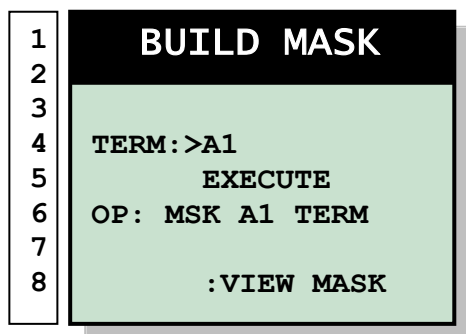 1
2
3
4
5
6
7
8
BUILD MASK
TERM:>A1
EXECUTE
OP: MSK A1 TERM
:VIEW MASK